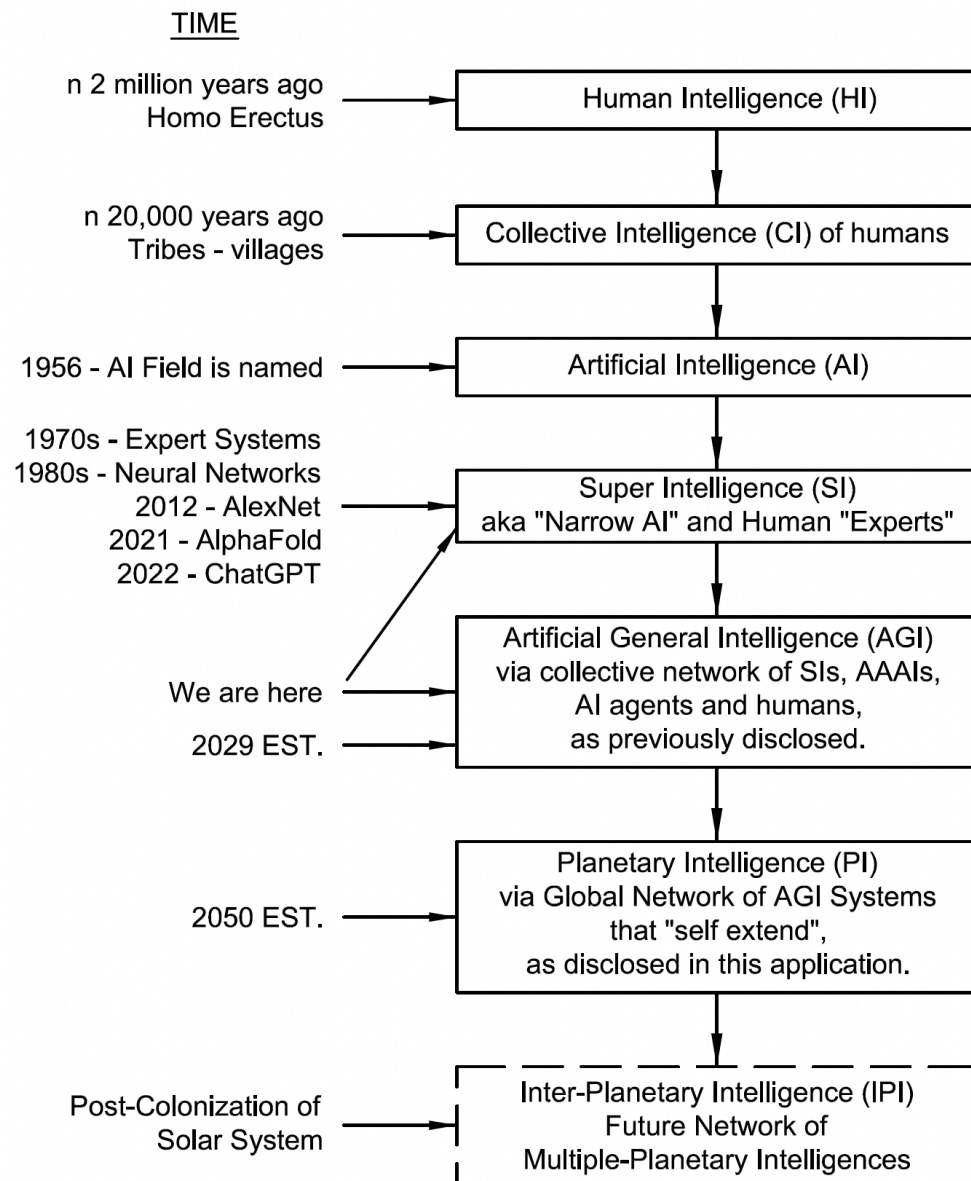 TIME
n 2 million years ago
Homo Erectus
Human Intelligence (HI)
n 20,000 years ago
Tribes - villages
Collective Intelligence (CI) of humans
1956 - AI Field is named
Artificial Intelligence (AI)
1970s - Expert Systems
1980s - Neural Networks
2012 - AlexNet
2021 - AlphaFold
2022 - ChatGPT
Super Intelligence (SI)
aka "Narrow AI" and Human "Experts"
We are here
2029 EST.
Artificial General Intelligence (AGI)
via collective network of SIs, AAAIs,
AI agents and humans,
as previously disclosed.
2050 EST.
Planetary Intelligence (PI)
via Global Network of AGI Systems
that "self extend",
as disclosed in this application.
Post-Colonization of
Solar System
Inter-Planetary Intelligence (IPI)
Future Network of
Multiple-Planetary Intelligences